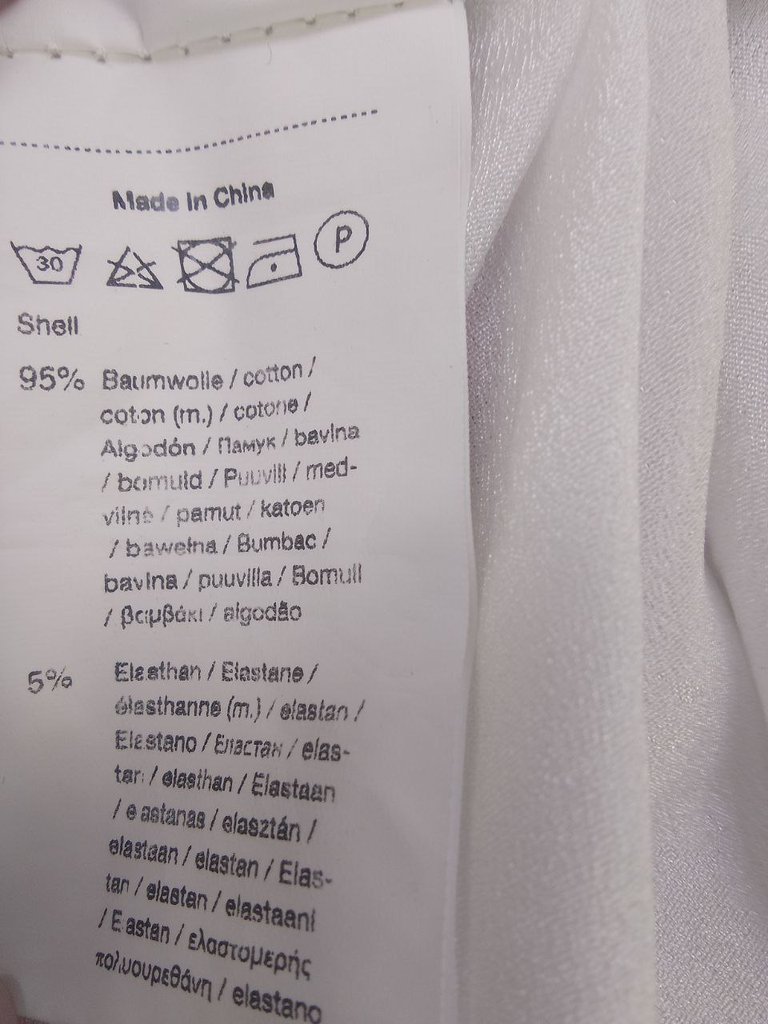 Made in China
30 P
Shell
95% Baumwolle / cotton /
coton (m.) / cotone /
Algodón / Памук / bavlna
/ bomuld / Puuvill / med-
vilnė / pamut / katoen
/ bawełna / Bumbac /
bavlna / puuvilla / Bomull
/ βαμβάκι / algodão
5% Elasthan / Elastane /
élasthanne (m.) / elastan /
Elastano / Еластан / elas-
tan / elasthan / Elastaan
/ elastanas / elasztán /
elastaan / elastan / Elas-
tan / elastan / elastaani
/ Elastan / ελαστομερής
πολυουρεθάνη / elastano